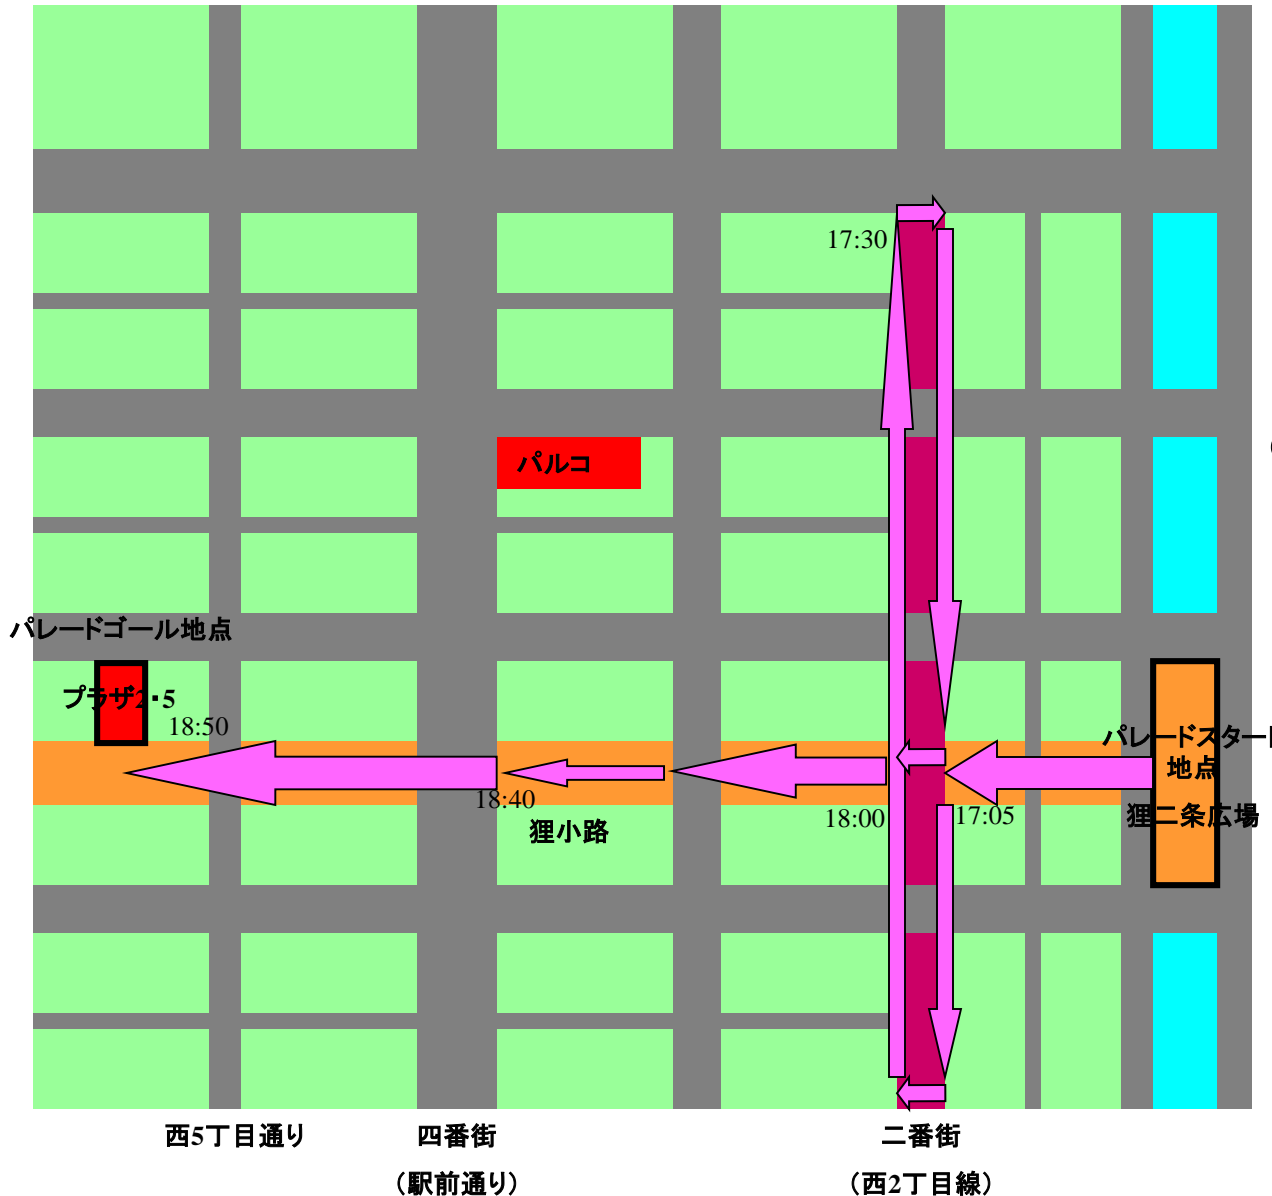 17:30
パルコ
パレードゴール地点
プラザ2・5
18:50
パレードスタート
地点
18:40
狸小路
18:00
17:05
狸二条広場
西5丁目通り
四番街
（駅前通り）
二番街
（西2丁目線）